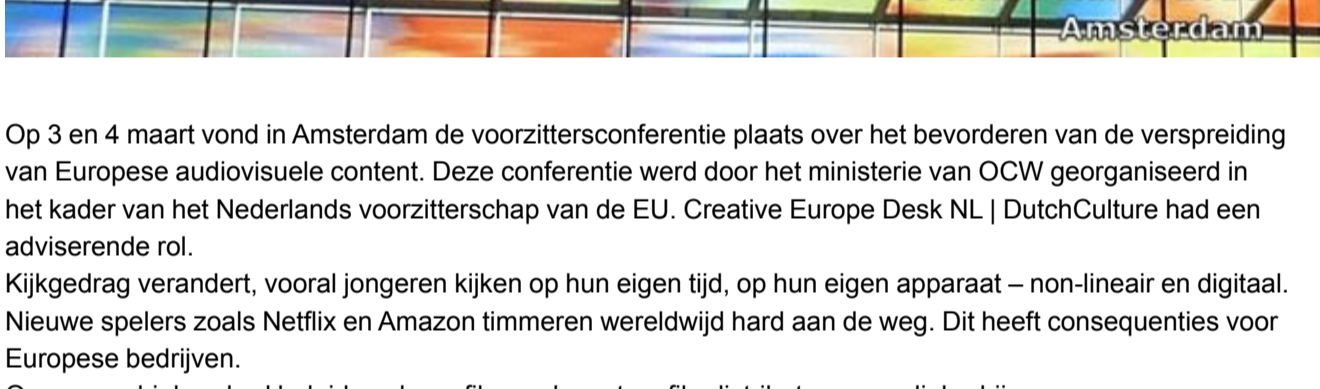 Amsterdam
Op 3 en 4 maart vond in Amsterdam de voorzittersconferentie plaats over het bevorderen van de verspreiding
van Europese audiovisuele content. Deze conferentie werd door het ministerie van OCW georganiseerd in
het kader van het Nederlands voorzitterschap van de EU. Creative Europe Desk NL | DutchCulture had een
adviserende rol.
Kijkgedrag verandert, vooral jongeren kijken op hun eigen tijd, op hun eigen apparaat – non-lineair en digitaal.
Nieuwe spelers zoals Netflix en Amazon timmeren wereldwijd hard aan de weg. Dit heeft consequenties voor
Europese bedrijven.